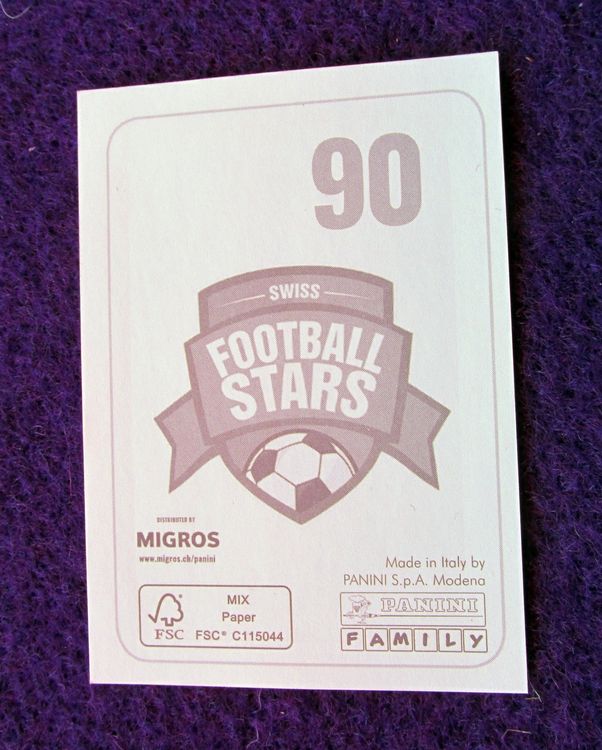 90
SWISS
FOOTBALL
STARS
DISTRIBUTED BY
MIGROS
www.migros.ch/panini
Made in Italy by
PANINI S.p.A. Modena
FSC
MIX
Paper
FSC® C115044
PANINI
FAMILY